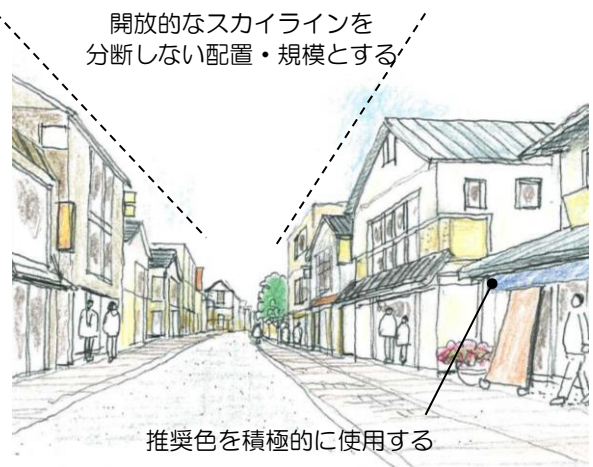 開放的なスカイラインを
分断しない配置・規模とする
推奨色を積極的に使用する